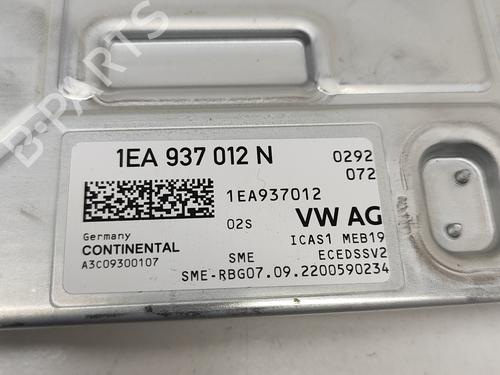 B-PARTS
1EA 937 012 N 0292
072
1EA937012
02S VW AG
Germany
CONTINENTAL ICAS1 MEB19
A3C09300107 SME ECEDSSV2
SME-RBG07.09.2200590234